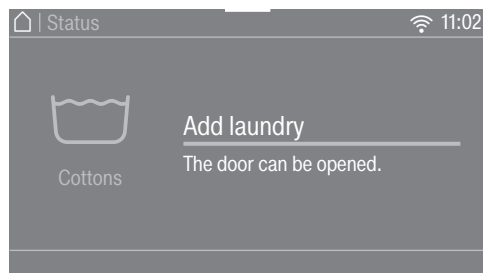 | Status 11:02
Add laundry
The door can be opened.
Cottons